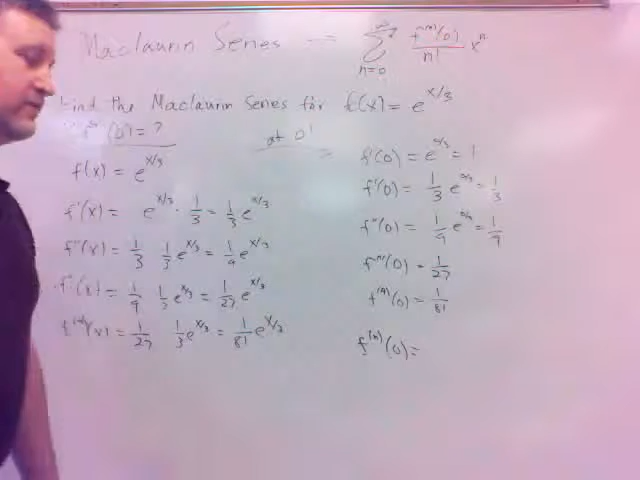 Maclaurin Series — ∑_{n=0}^{∞} f^{(n)}(0)/n! x^n
Find the Maclaurin Series for f(x) = e^{x/3}
(0) = ?
at 0
f(x) = e^{x/3}
f'(x) = e^{x/3} · 1/3 = 1/3 e^{x/3}
f''(x) = 1/3 1/3 e^{x/3} = 1/9 e^{x/3}
f'''(x) = 1/9 1/3 e^{x/3} = 1/27 e^{x/3}
f^{(4)}(x) = 1/27 1/3 e^{x/3} = 1/81 e^{x/3}
f(0) = e^{0/3} = 1
f'(0) = 1/3 e^{0/3} = 1/3
f''(0) = 1/9 e^{0/3} = 1/9
f'''(0) = 1/27
f^{(4)}(0) = 1/81
f^{(n)}(0) =